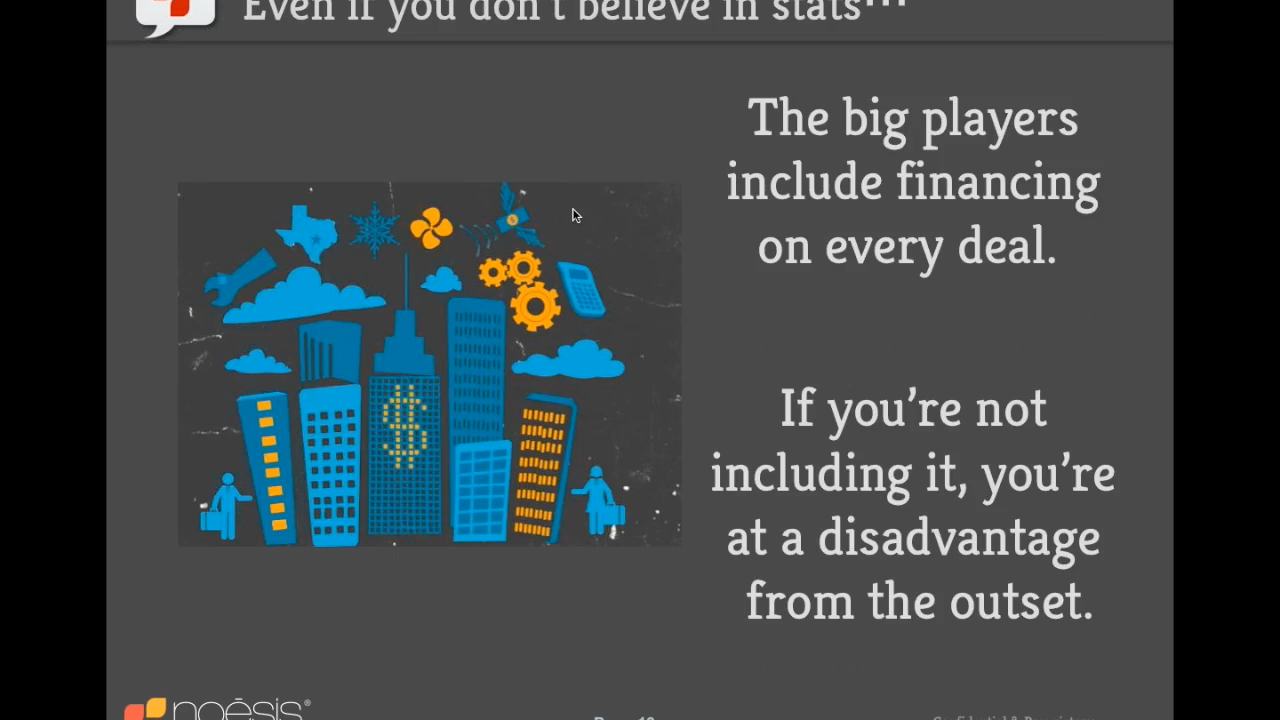 Even if you don't believe in stats...
The big players
include financing
on every deal.
If you're not
including it, you're
at a disadvantage
from the outset.
$
noēsis®